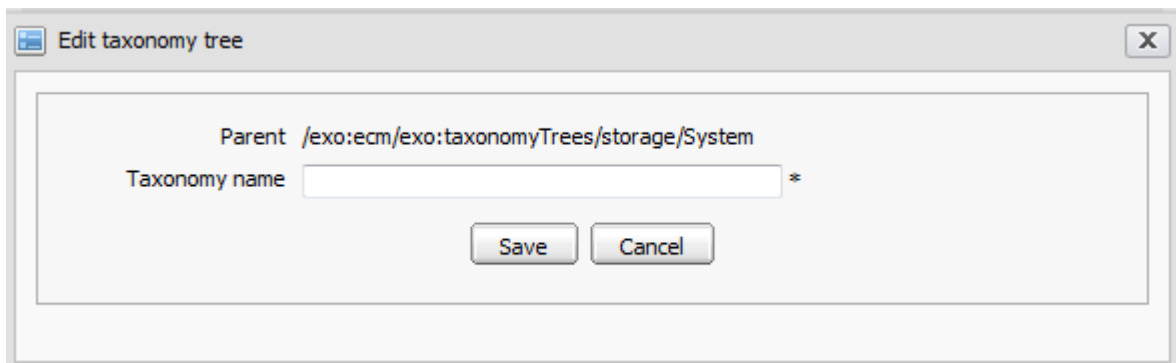 Edit taxonomy tree
X
Parent /exo:ecm/exo:taxonomyTrees/storage/System
Taxonomy name *
Save Cancel